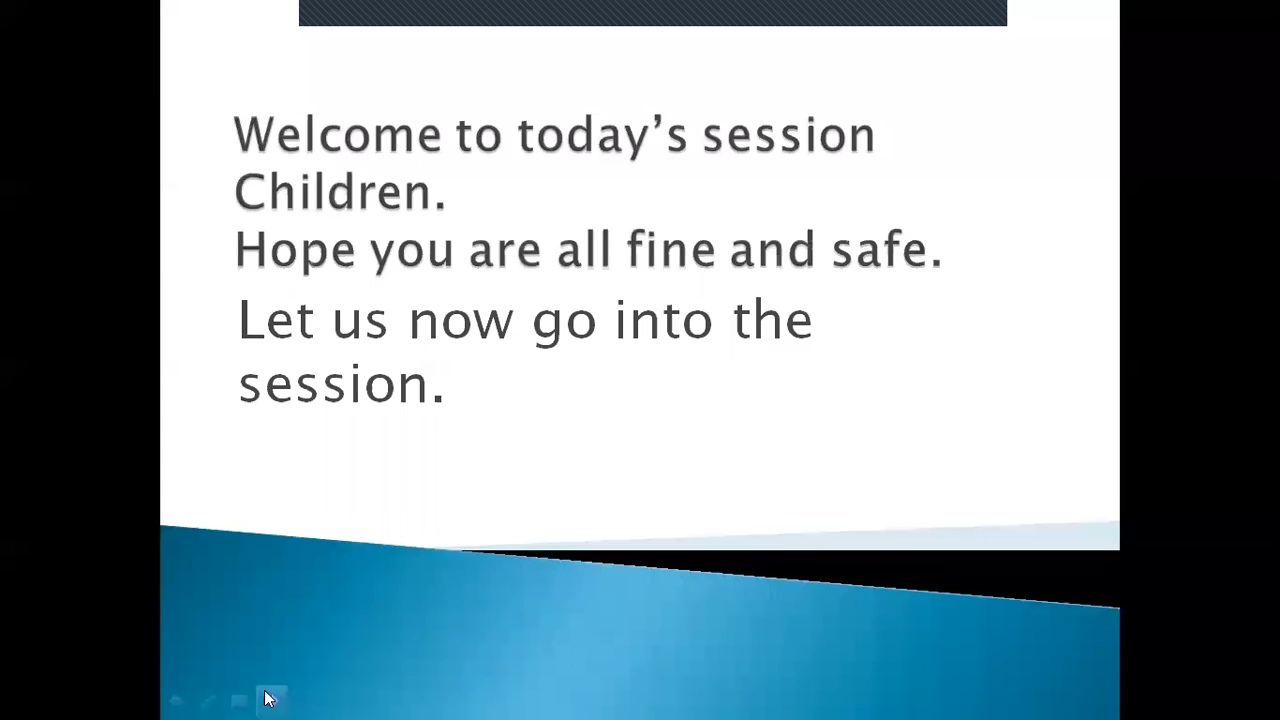 Welcome to today’s session
Children.
Hope you are all fine and safe.
Let us now go into the
session.